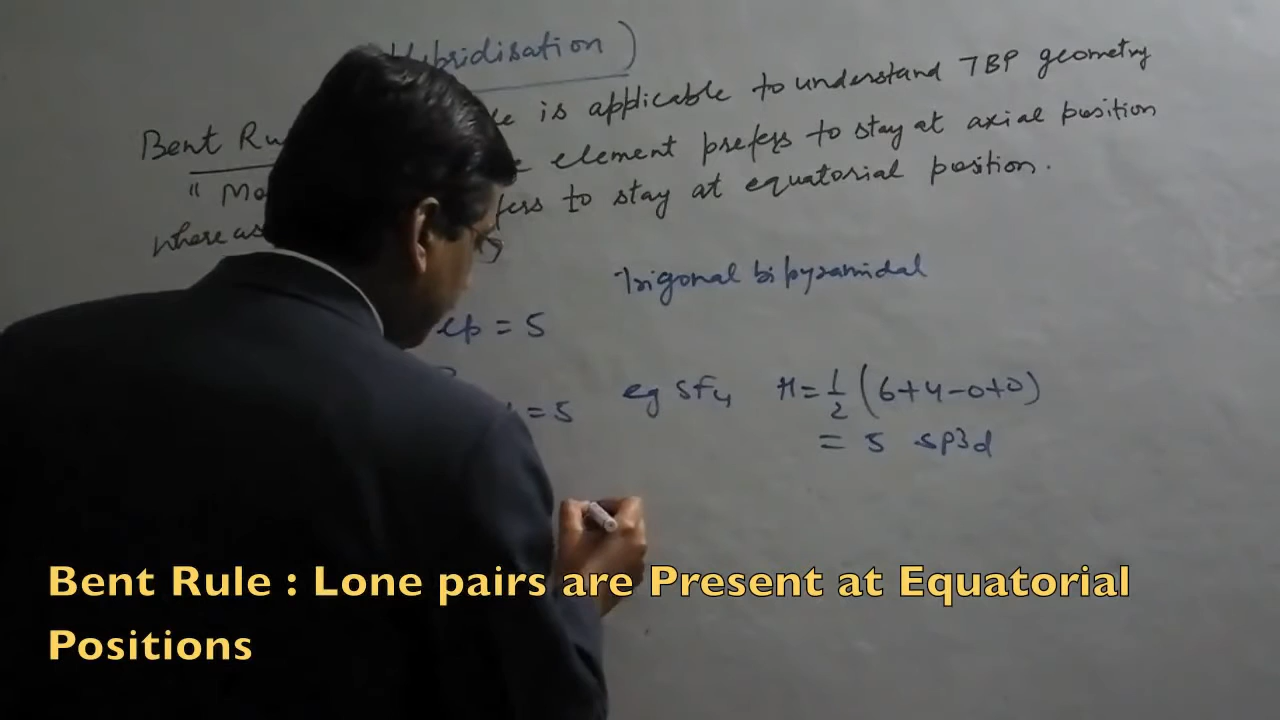 Hybridisation)
Bent Ru is applicable to understand TBP geometry
" Mo element prefers to stay at axial position
where as fers to stay at equatorial position.
Trigonal bipyramidal
ep = 5
= 5
eg SF4 H = 1/2 (6+4-0+0)
= 5 sp3d
Bent Rule : Lone pairs are Present at Equatorial
Positions